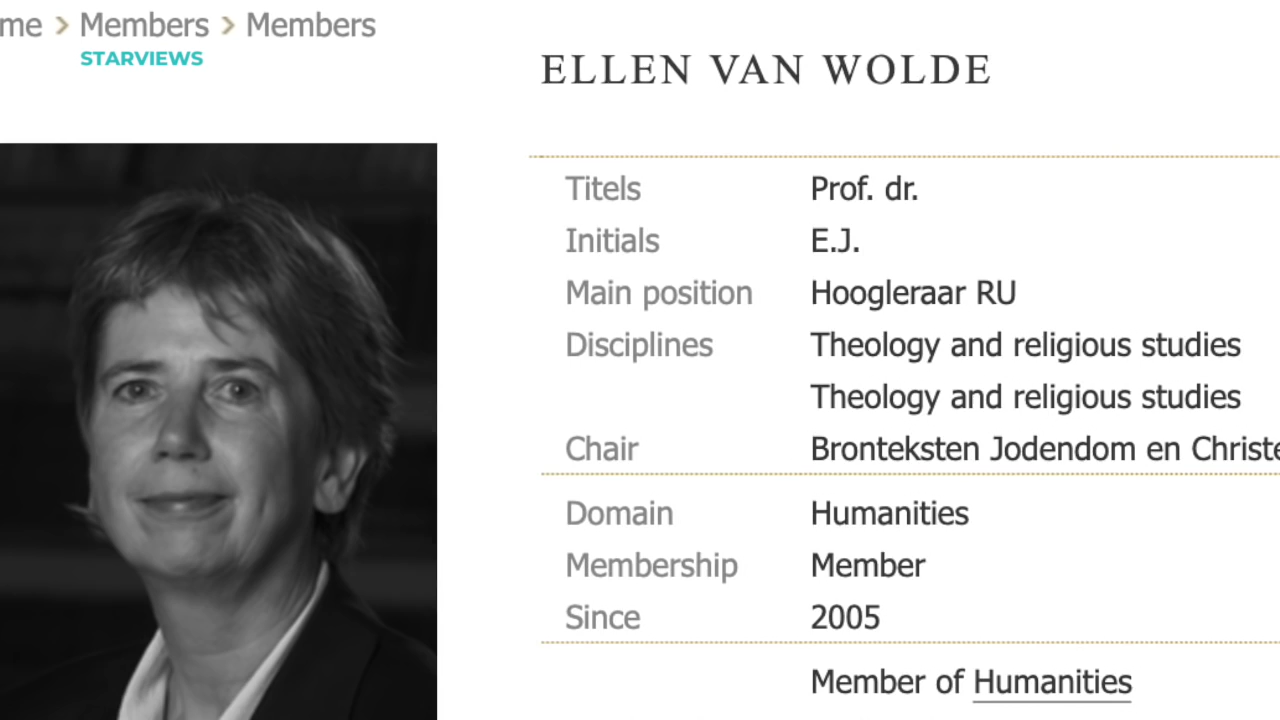 me > Members > Members
STARVIEWS
ELLEN VAN WOLDE
Titels Prof. dr.
Initials E.J.
Main position Hoogleraar RU
Disciplines Theology and religious studies
Theology and religious studies
Chair Bronteksten Jodendom en Christe
Domain Humanities
Membership Member
Since 2005
Member of Humanities